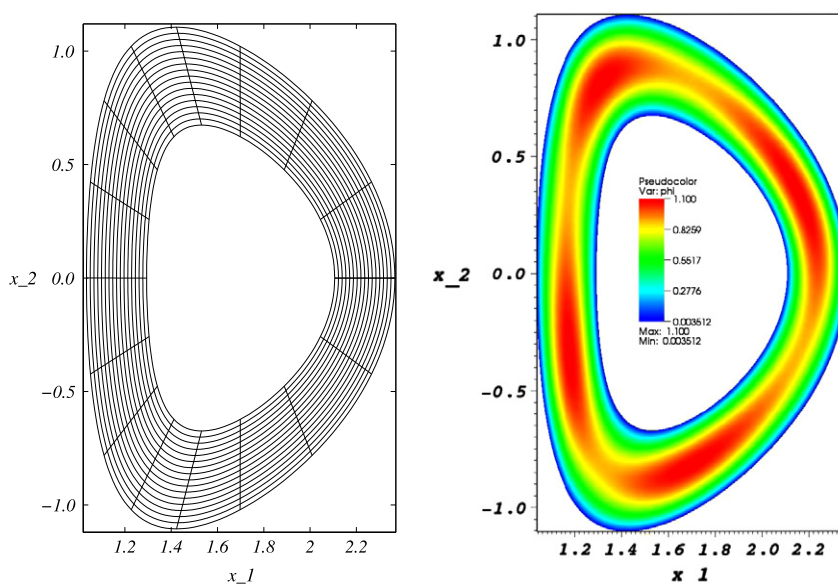 1.0
0.5
x_2 0.0
−0.5
−1.0
1.2 1.4 1.6 1.8 2 2.2
x_1
1.0
0.5
x_2 0.0
-0.5
-1.0
Pseudocolor
Var: phi
1.100
0.8259
0.5517
0.2776
0.003512
Max: 1.100
Min: 0.003512
1.2 1.4 1.6 1.8 2.0 2.2
x 1